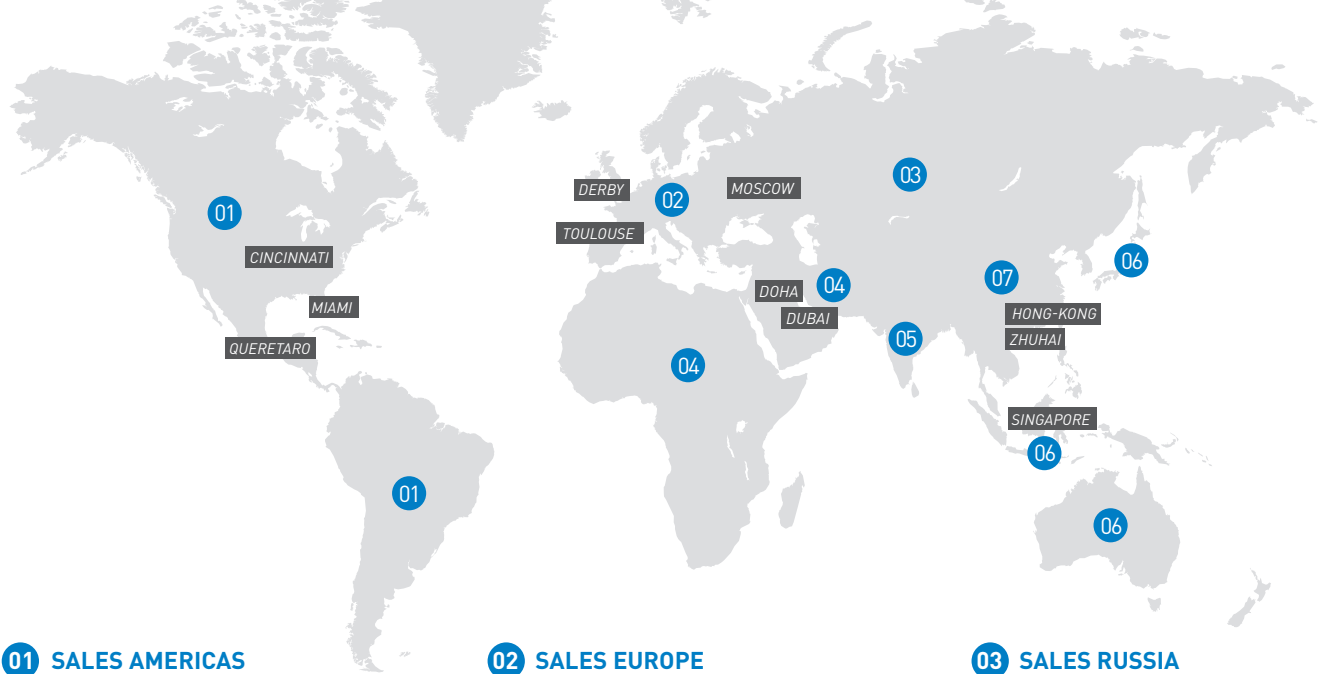 03
DERBY
MOSCOW
02
01
TOULOUSE
CINCINNATI
06
07
04
DOHA
MIAMI
HONG-KONG
DUBAI
05
ZHUHAI
QUERETARO
04
SINGAPORE
06
01
06
01 SALES AMERICAS
02 SALES EUROPE
03 SALES RUSSIA